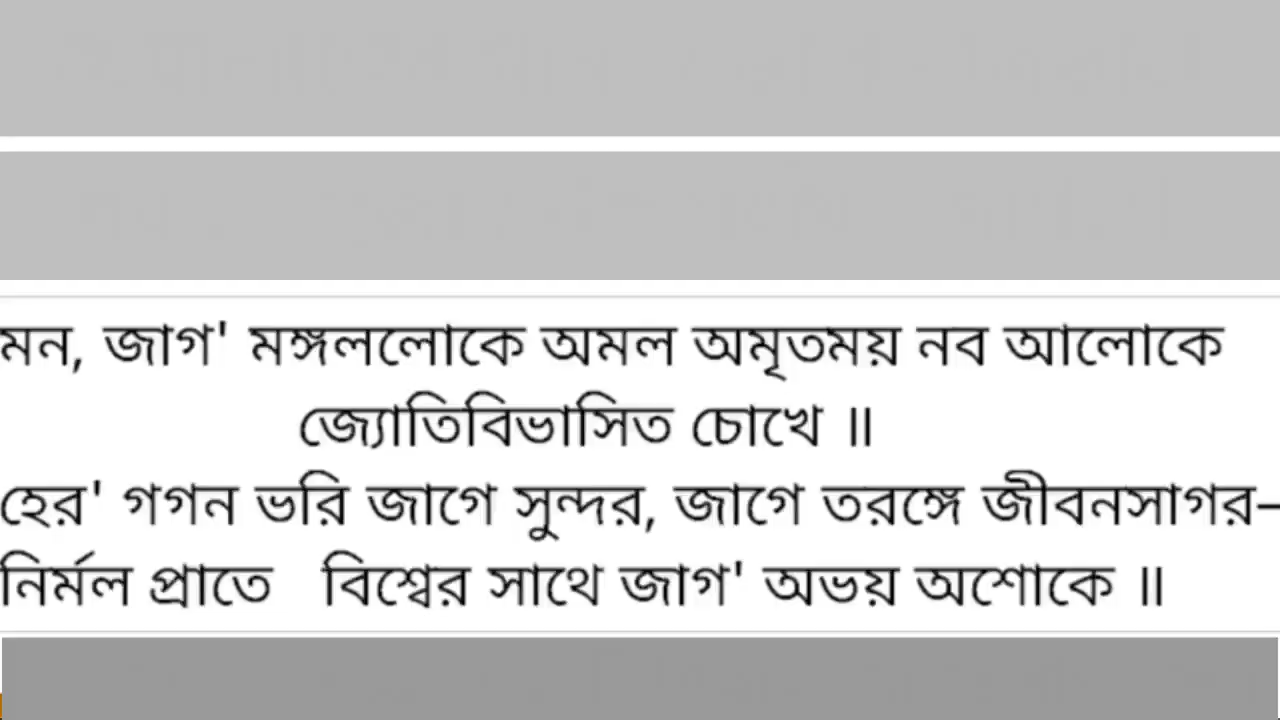 মন, জাগ' মঙ্গললোকে অমল অমৃতময় নব আলোকে
জ্যোতিবিভাসিত চোখে ॥
হের' গগন ভরি জাগে সুন্দর, জাগে তরঙ্গে জীবনসাগর–
নির্মল প্রাতে বিশ্বের সাথে জাগ' অভয় অশোকে ॥